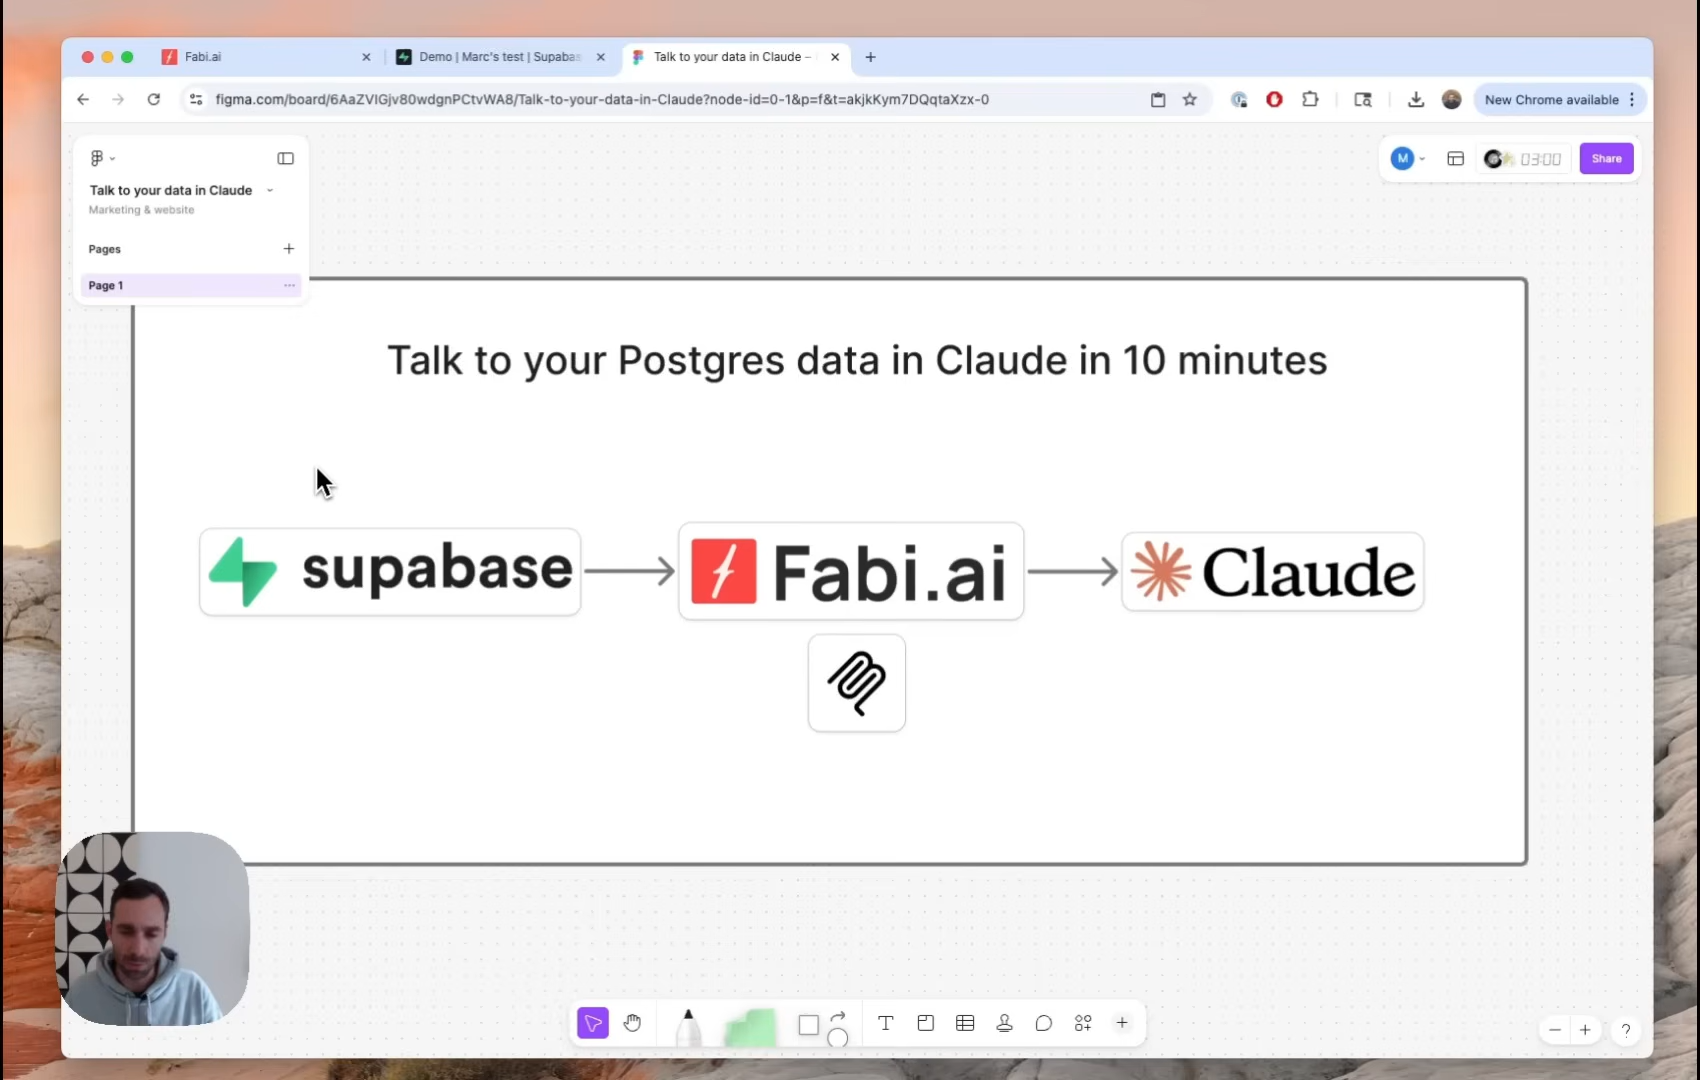 Fabi.ai
Demo | Marc's test | Supabas
Talk to your data in Claude –
figma.com/board/6AaZVIGjv80wdgnPCtvWA8/Talk-to-your-data-in-Claude?node-id=0-1&p=f&t=akjkKym7DQqtaXzx-0
New Chrome available
Talk to your data in Claude
Marketing & website
Pages
Page 1
M
03:00
Share
Talk to your Postgres data in Claude in 10 minutes
supabase
Fabi.ai
Claude
T
?